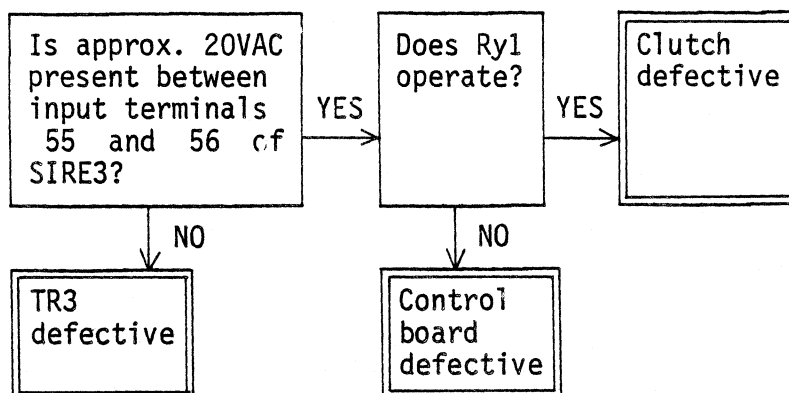 Is approx. 20VAC
present between
input terminals
55 and 56 of
SIRE3?
YES
Does Ry1
operate?
YES
Clutch
defective
NO
TR3
defective
NO
Control
board
defective